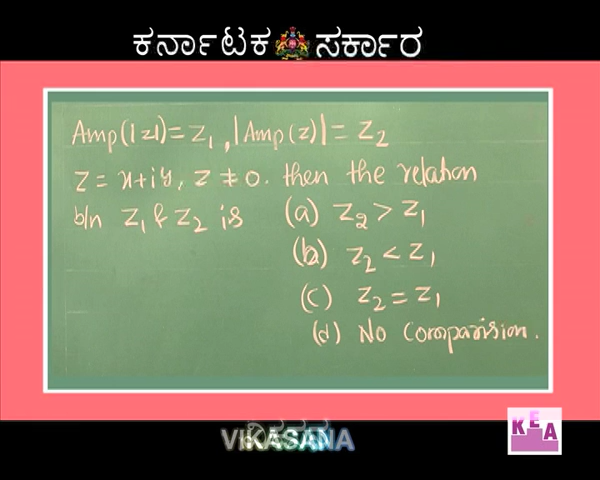 ಕರ್ನಾಟಕ ಸರ್ಕಾರ
Amp(|z|) = Z₁, |Amp(z)| = Z₂
Z = x+iy, Z ≠ 0. then the relation
b/n Z₁ & Z₂ is (a) Z₂ > Z₁
(b) Z₂ < Z₁
(c) Z₂ = Z₁
(d) No comparision.
VIKASANA
KEA